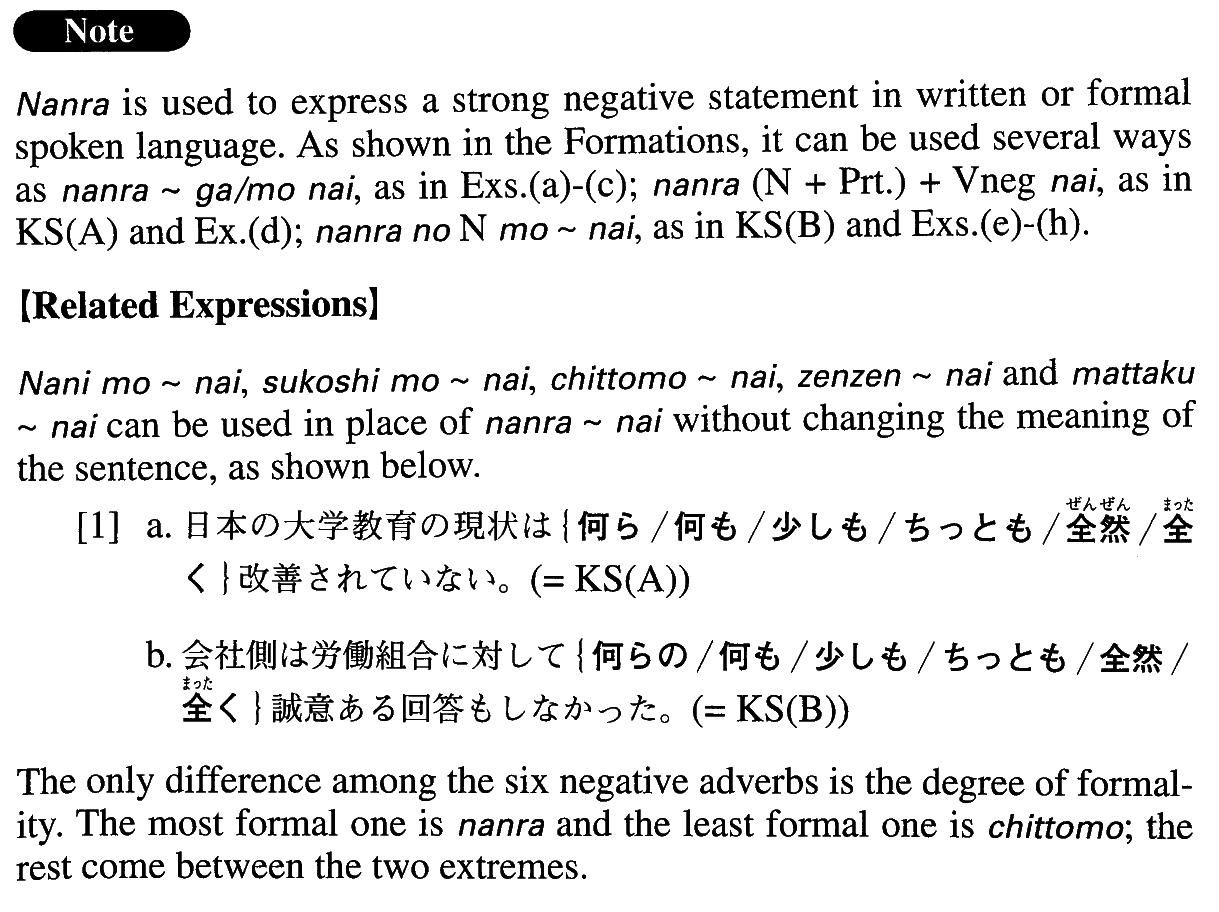 Note
Nanra is used to express a strong negative statement in written or formal
spoken language. As shown in the Formations, it can be used several ways
as nanra ~ ga/mo nai, as in Exs.(a)-(c); nanra (N + Prt.) + Vneg nai, as in
KS(A) and Ex.(d); nanra no N mo ~ nai, as in KS(B) and Exs.(e)-(h).
【Related Expressions】
Nani mo ~ nai, sukoshi mo ~ nai, chittomo ~ nai, zenzen ~ nai and mattaku
~ nai can be used in place of nanra ~ nai without changing the meaning of
the sentence, as shown below.
ぜんぜん まった
[1] a. 日本の大学教育の現状は{何ら/何も/少しも/ちっとも/全然/全
く}改善されていない。(= KS(A))
b. 会社側は労働組合に対して{何らの/何も/少しも/ちっとも/全然/
まった
全く}誠意ある回答もしなかった。(= KS(B))
The only difference among the six negative adverbs is the degree of formal-
ity. The most formal one is nanra and the least formal one is chittomo; the
rest come between the two extremes.